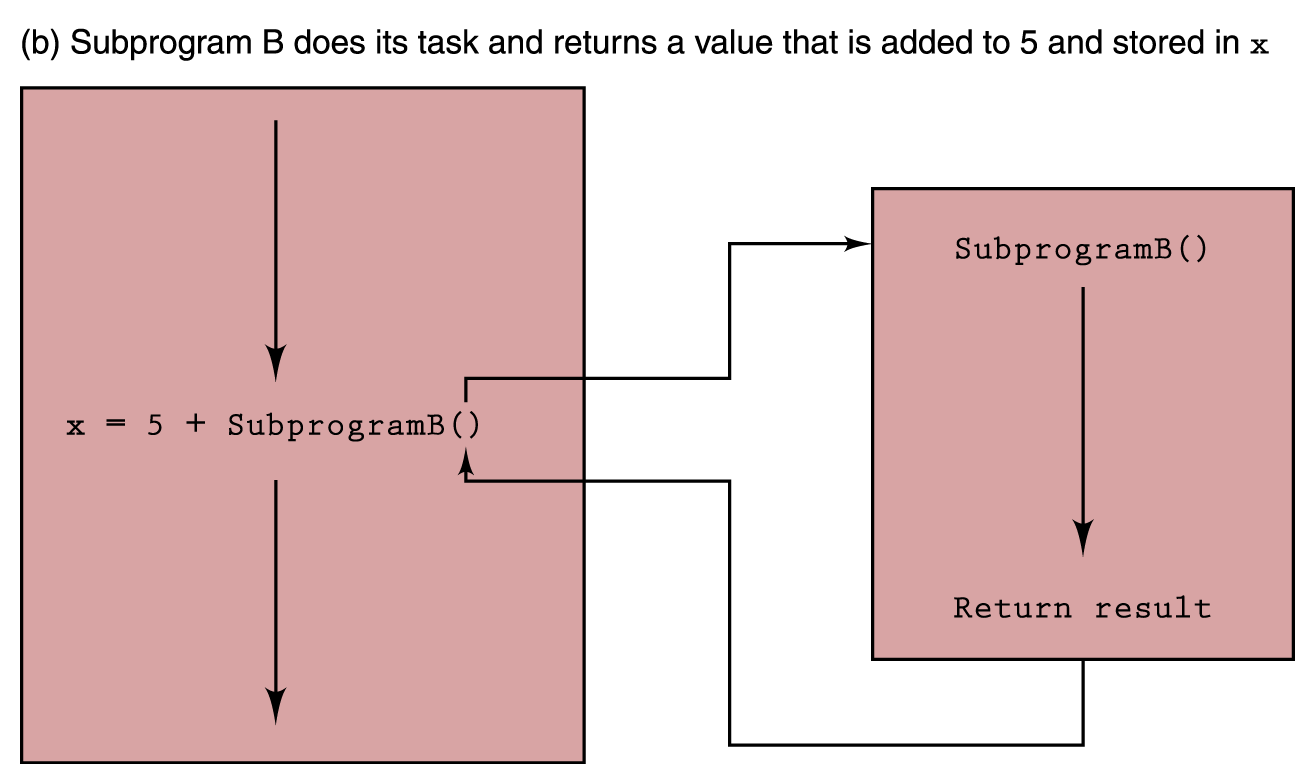 (b) Subprogram B does its task and returns a value that is added to 5 and stored in x
SubprogramB()
x = 5 + SubprogramB()
Return result